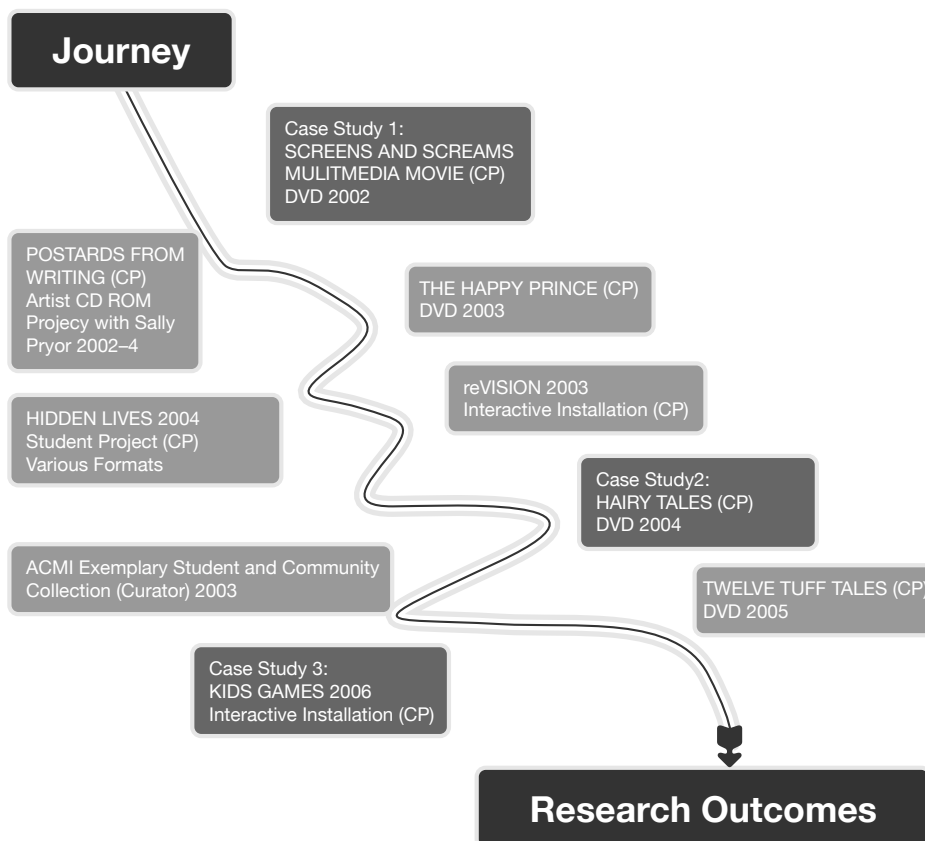 Journey
Case Study 1:
SCREENS AND SCREAMS
MULITMEDIA MOVIE (CP)
DVD 2002
POSTARDS FROM
WRITING (CP)
Artist CD ROM
Projecy with Sally
Pryor 2002–4
THE HAPPY PRINCE (CP)
DVD 2003
reVISION 2003
Interactive Installation (CP)
HIDDEN LIVES 2004
Student Project (CP)
Various Formats
Case Study2:
HAIRY TALES (CP)
DVD 2004
ACMI Exemplary Student and Community
Collection (Curator) 2003
TWELVE TUFF TALES (CP)
DVD 2005
Case Study 3:
KIDS GAMES 2006
Interactive Installation (CP)
Research Outcomes